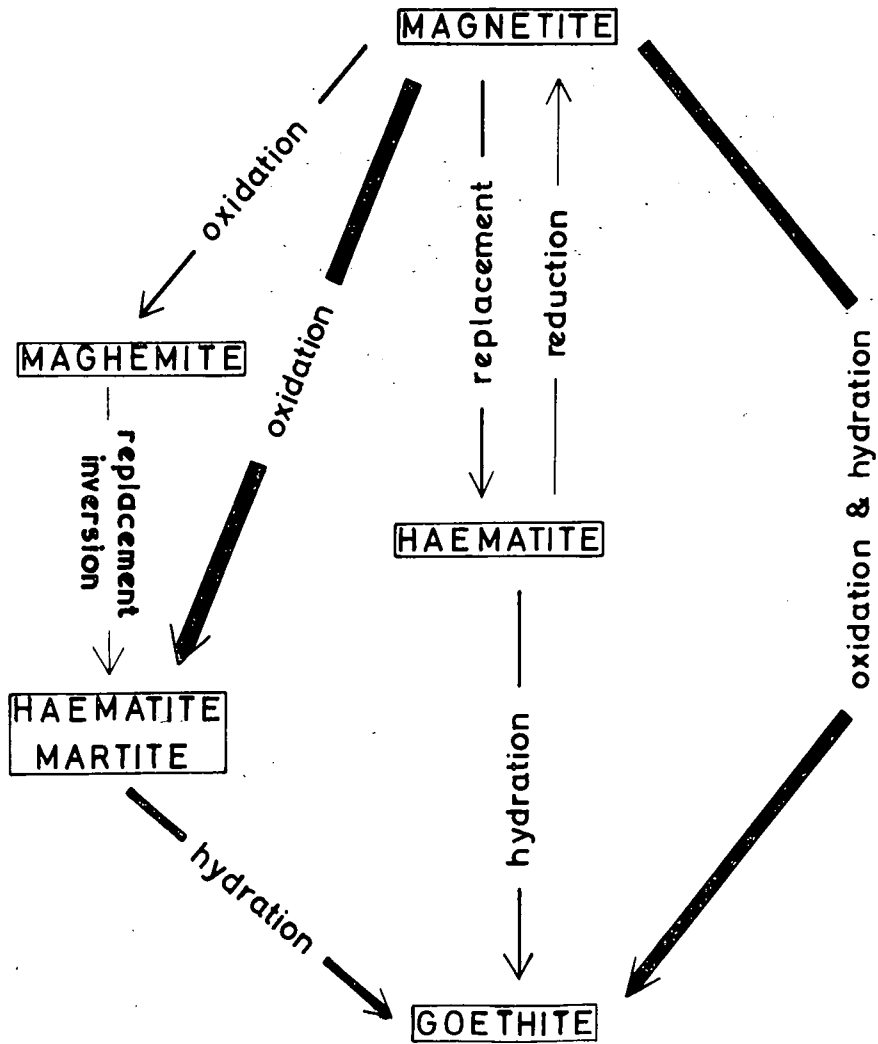 MAGNETITE
oxidation
oxidation
replacement
reduction
oxidation & hydration
MAGHEMITE
replacement
inversion
HAEMATITE
HAEMATITE
MARTITE
hydration
hydration
GOETHITE